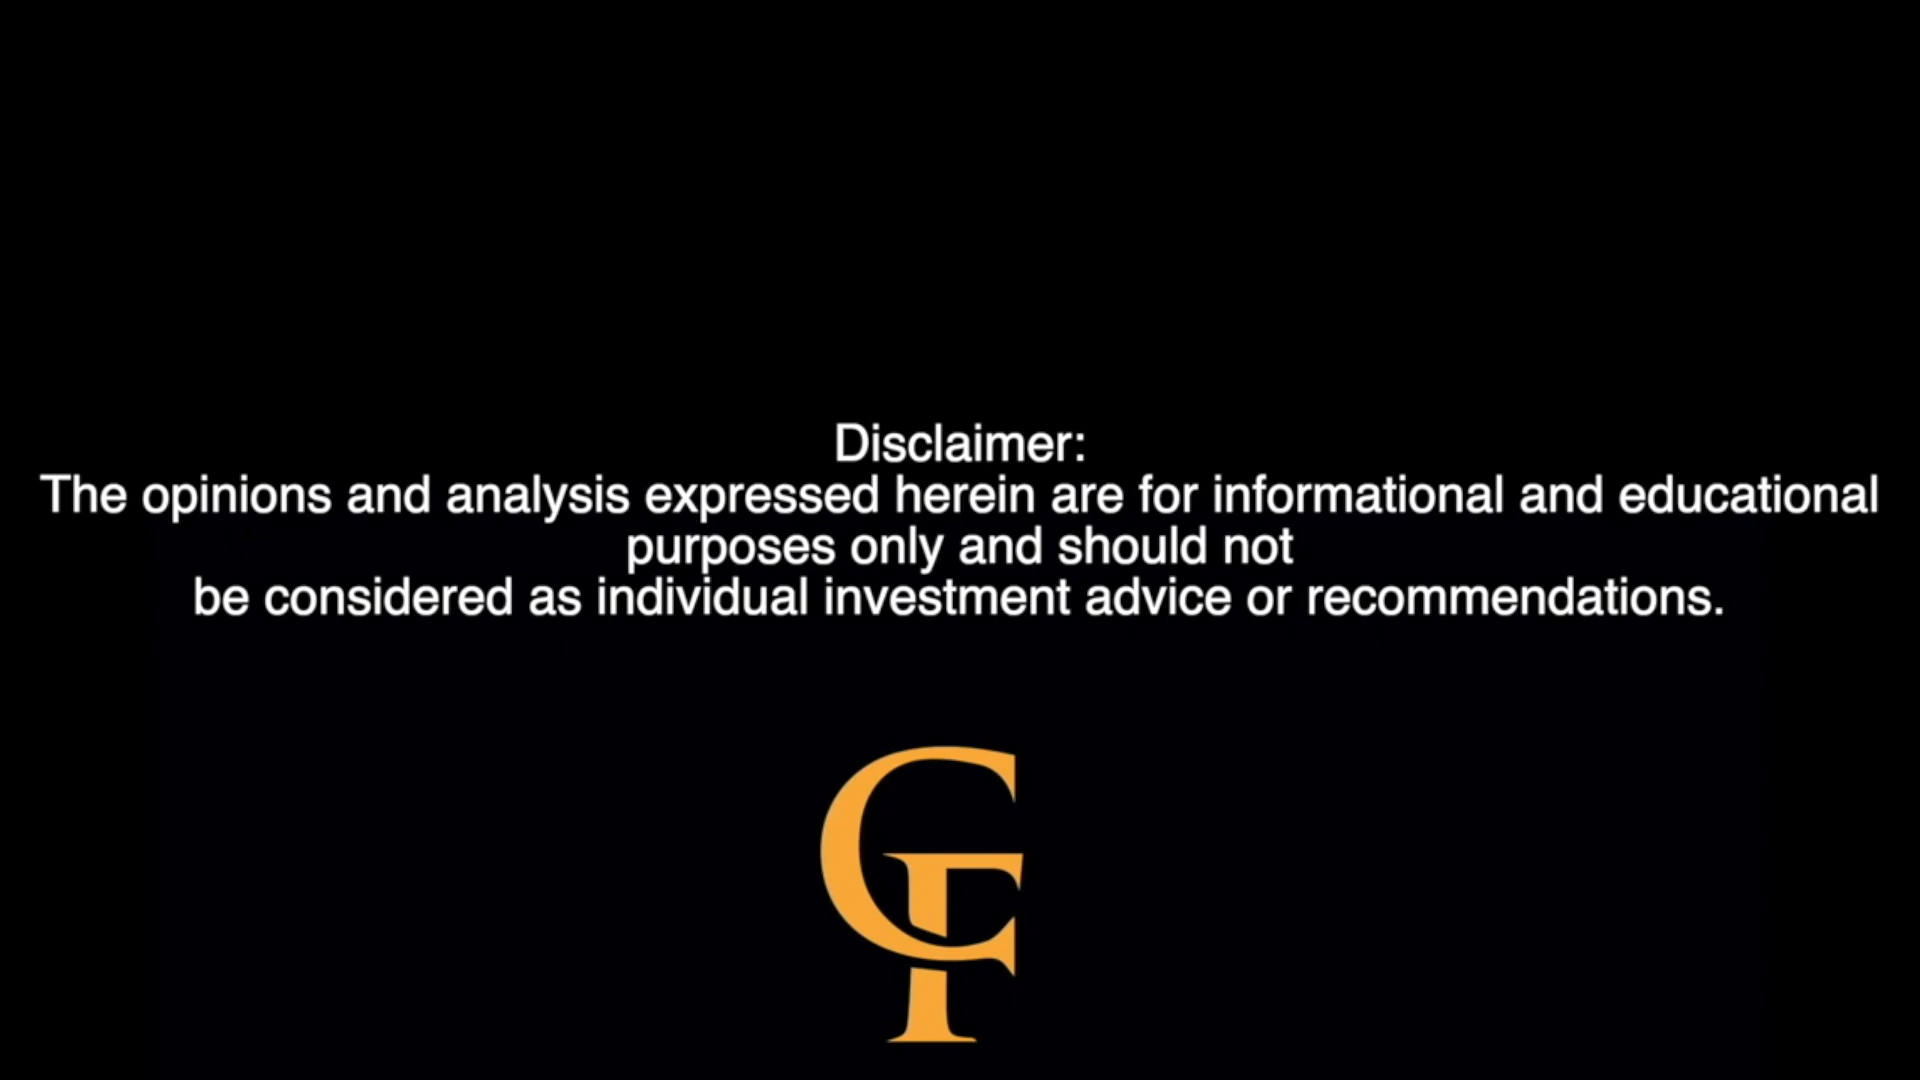 Disclaimer:
The opinions and analysis expressed herein are for informational and educational
purposes only and should not
be considered as individual investment advice or recommendations.
CF